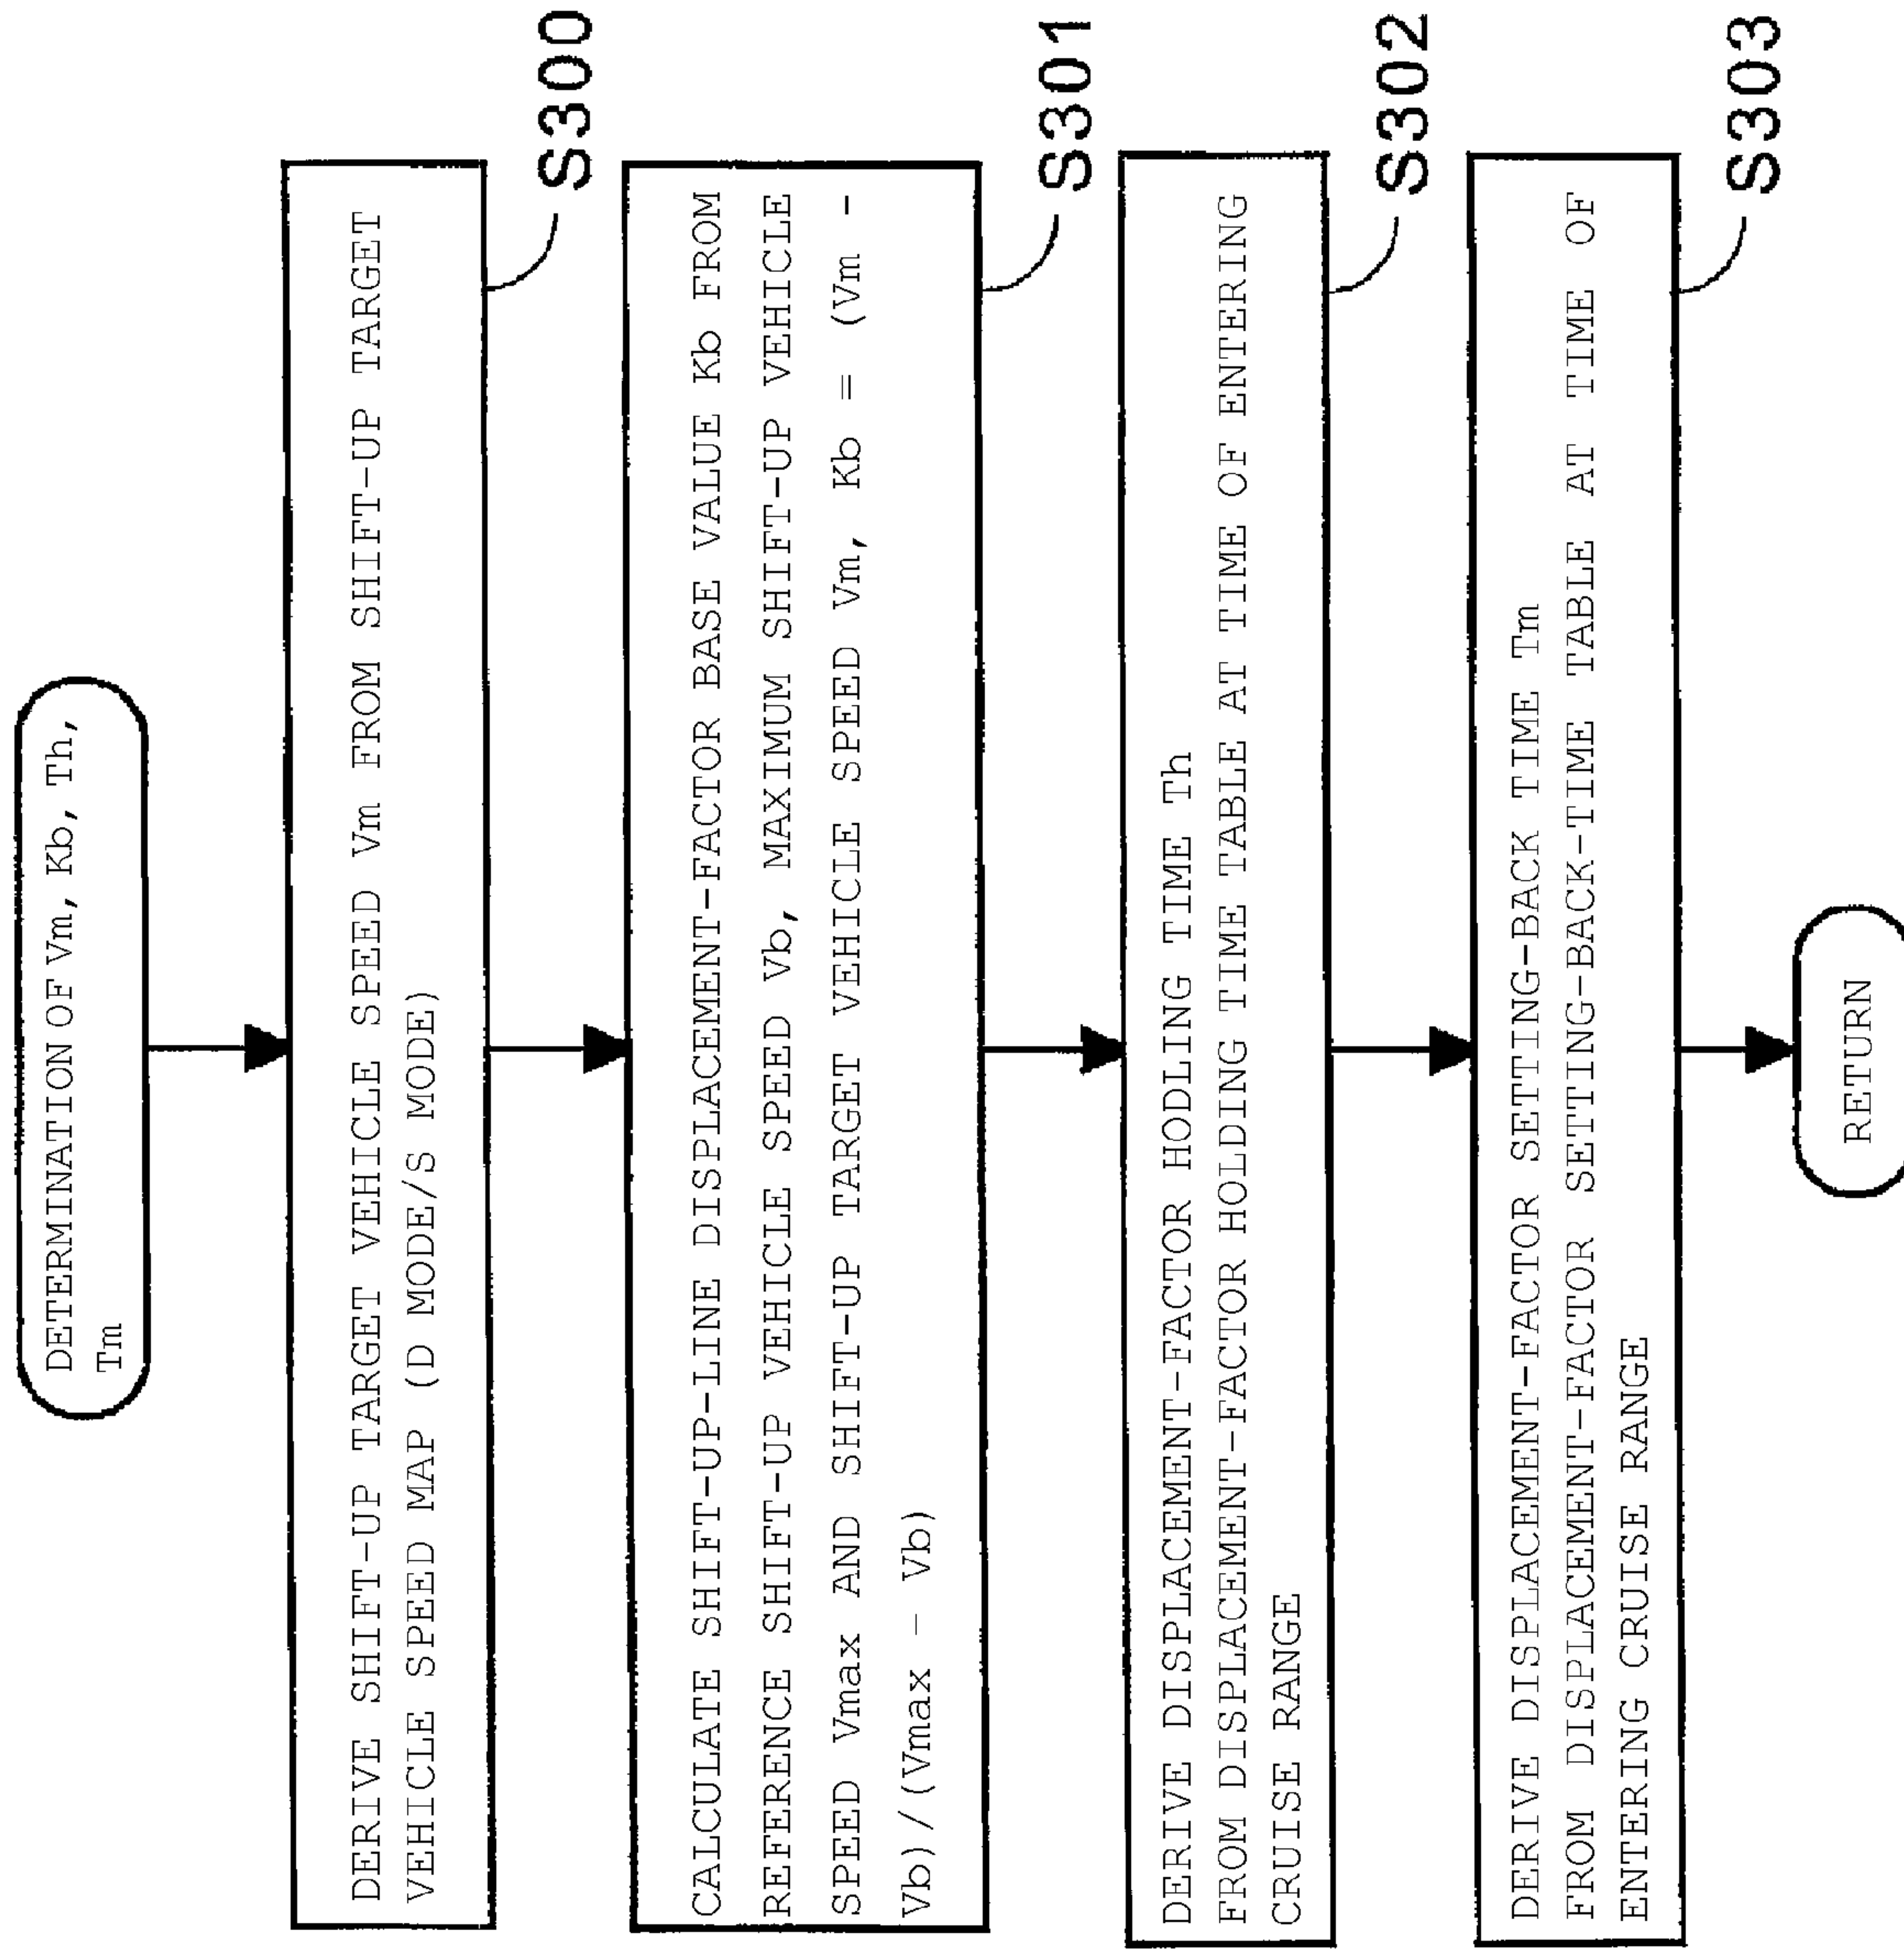 DETERMINATION OF Vm, Kb, Th,
Tm
DERIVE SHIFT-UP TARGET VEHICLE SPEED Vm FROM SHIFT-UP TARGET
VEHICLE SPEED MAP (D MODE/S MODE)
S300
CALCULATE SHIFT-UP-LINE DISPLACEMENT-FACTOR BASE VALUE Kb FROM
REFERENCE SHIFT-UP VEHICLE SPEED Vb, MAXIMUM SHIFT-UP VEHICLE
SPEED Vmax AND SHIFT-UP TARGET VEHICLE SPEED Vm, Kb = (Vm -
Vb)/(Vmax - Vb)
S301
DERIVE DISPLACEMENT-FACTOR HODLING TIME Th
FROM DISPLACEMENT-FACTOR HOLDING TIME TABLE AT TIME OF ENTERING
CRUISE RANGE
S302
DERIVE DISPLACEMENT-FACTOR SETTING-BACK TIME Tm
FROM DISPLACEMENT-FACTOR SETTING-BACK-TIME TABLE AT TIME OF
ENTERING CRUISE RANGE
S303
RETURN